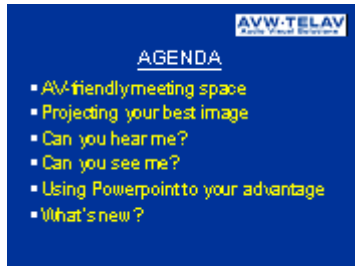 AVW-TELAV
Audio Visual Solutions
AGENDA
AV-friendly meeting space
Projecting your best image
Can you hear me?
Can you see me?
Using Powerpoint to your advantage
What's new?